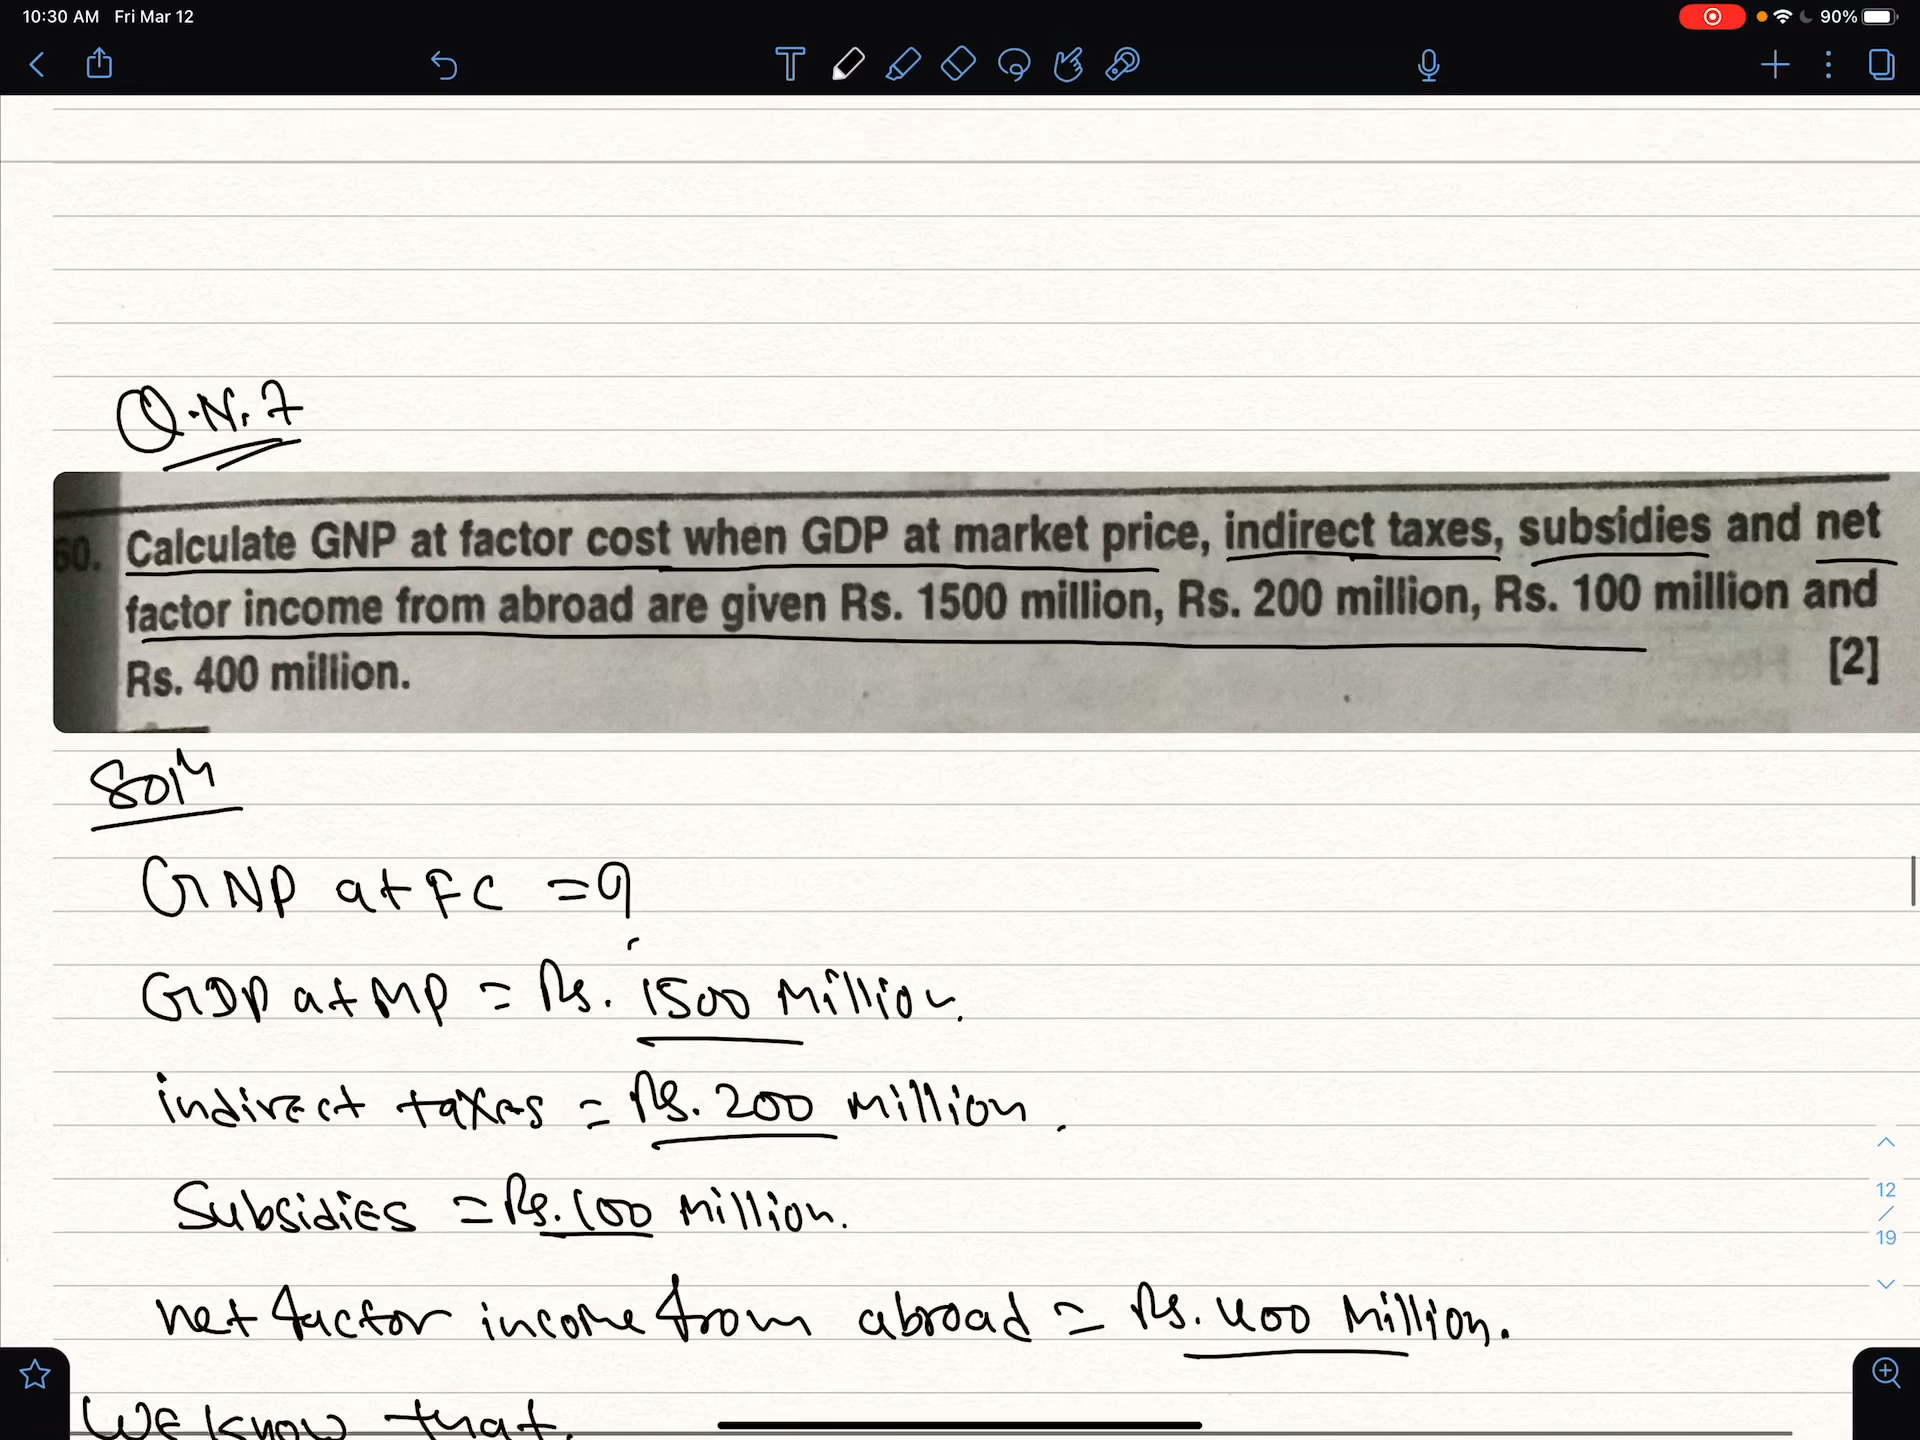 10:30 AM Fri Mar 12
90%
Q.N.7
60. Calculate GNP at factor cost when GDP at market price, indirect taxes, subsidies and net
factor income from abroad are given Rs. 1500 million, Rs. 200 million, Rs. 100 million and
Rs. 400 million. [2]
Soln
GNP at FC = ?
GDP at MP = Rs. 1500 Million.
indirect taxes = Rs. 200 Million.
Subsidies = Rs. 100 Million.
net factor income from abroad = Rs. 400 Million.
We know that,
12
/
19